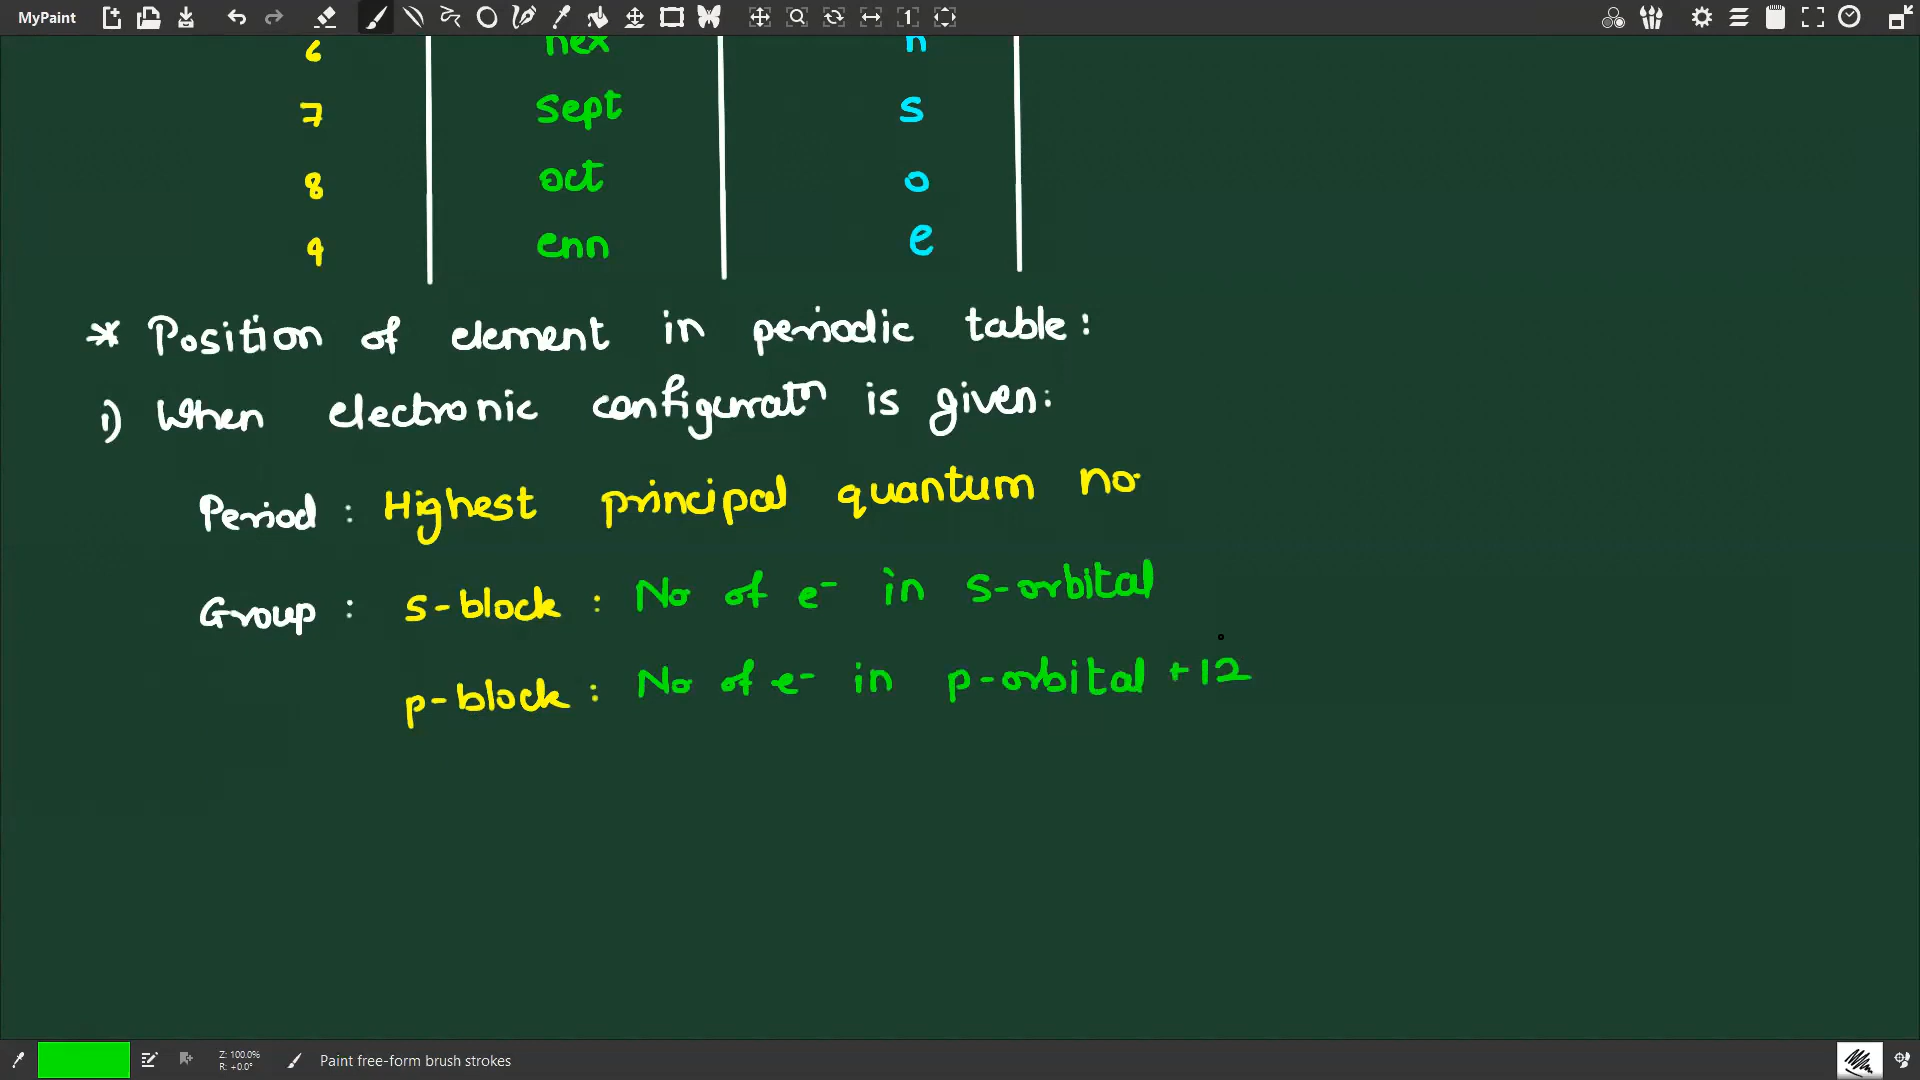 MyPaint
6 hex h
7 sept s
8 oct o
9 enn e
* Position of element in periodic table:
i) When electronic configuratn is given:
Period: Highest principal quantum no
Group: s-block: No of e- in s-orbital
p-block: No of e- in p-orbital +12
Z: 100.0%
R: +0.0°
Paint free-form brush strokes